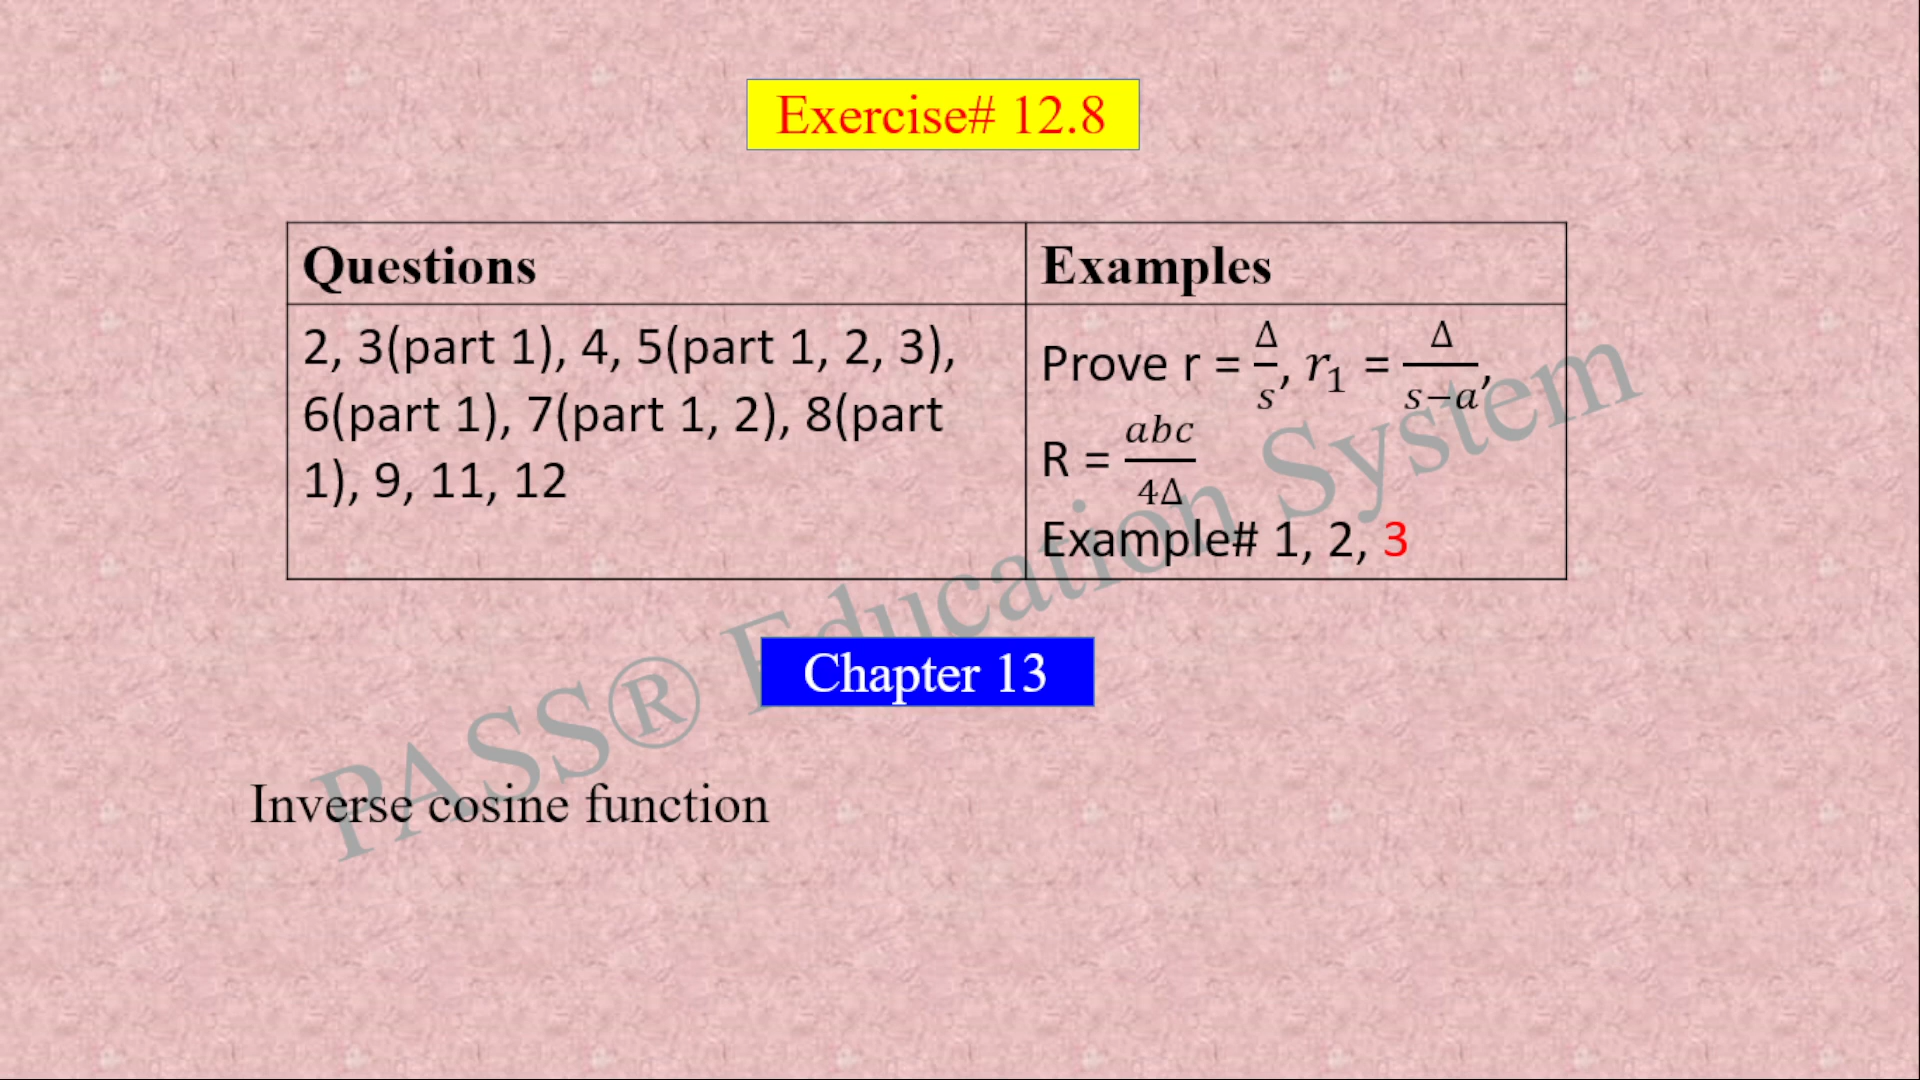 Exercise# 12.8
Questions
Examples
2, 3(part 1), 4, 5(part 1, 2, 3),
6(part 1), 7(part 1, 2), 8(part
1), 9, 11, 12
Prove r = Δ/s, r₁ = Δ/(s−a),
R = abc/4Δ
Example# 1, 2, 3
PASS® Education System
Chapter 13
Inverse cosine function